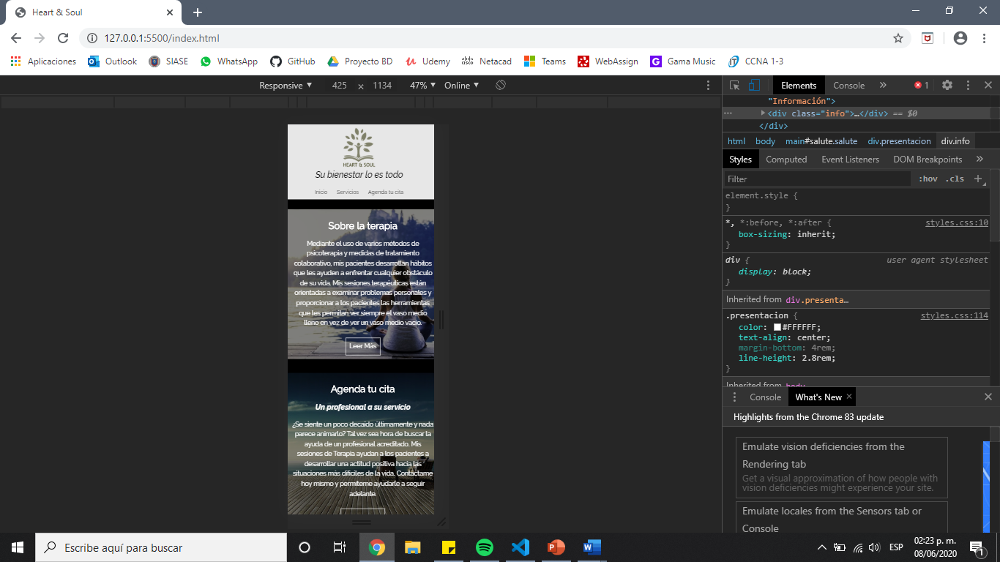 Heart & Soul
127.0.0.1:5500/index.html
Aplicaciones Outlook SIASE WhatsApp GitHub Proyecto BD Udemy Netacad Teams WebAssign Gama Music CCNA 1-3
Responsive 425 × 1134 47% Online
Elements Console » 1
"Información">
<div class="info">…</div> == $0
</div>
html body main#salute.salute div.presentacion div.info
Styles Computed Event Listeners DOM Breakpoints »
Filter :hov .cls +
element.style {
}
*, *:before, *:after { styles.css:10
box-sizing: inherit;
}
div { user agent stylesheet
display: block;
}
Inherited from div.presenta…
.presentacion { styles.css:114
color: #FFFFFF;
text-align: center;
margin-bottom: 4rem;
line-height: 2.8rem;
}
Inherited from body
Console What's New ×
Highlights from the Chrome 83 update
Emulate vision deficiencies from the
Rendering tab
Get a visual approximation of how people with
vision deficiencies might experience your site.
Emulate locales from the Sensors tab or
Console
HEART & SOUL
Su bienestar lo es todo
Inicio Servicios Agenda tu cita
Sobre la terapia
Mediante el uso de varios métodos de
psicoterapia y medidas de tratamiento
colaborativo, mis pacientes desarrollan hábitos
que les ayuden a enfrentar cualquier obstáculo
de su vida. Mis sesiones terapéuticas están
orientadas a examinar problemas personales y
proporcionar a los pacientes las herramientas
que les permitan ver siempre el vaso medio
lleno en vez de ver un vaso medio vacío.
Leer Más
Agenda tu cita
Un profesional a su servicio
¿Se siente un poco decaído últimamente y nada
parece animarlo? Tal vez sea hora de buscar la
ayuda de un profesional acreditado. Mis
sesiones de Terapia ayudan a los pacientes a
desarrollar una actitud positiva hacia las
situaciones más difíciles de la vida. Contáctame
hoy mismo y permíteme ayudarle a seguir
adelante.
Escribe aquí para buscar
ESP
02:23 p. m.
08/06/2020
1